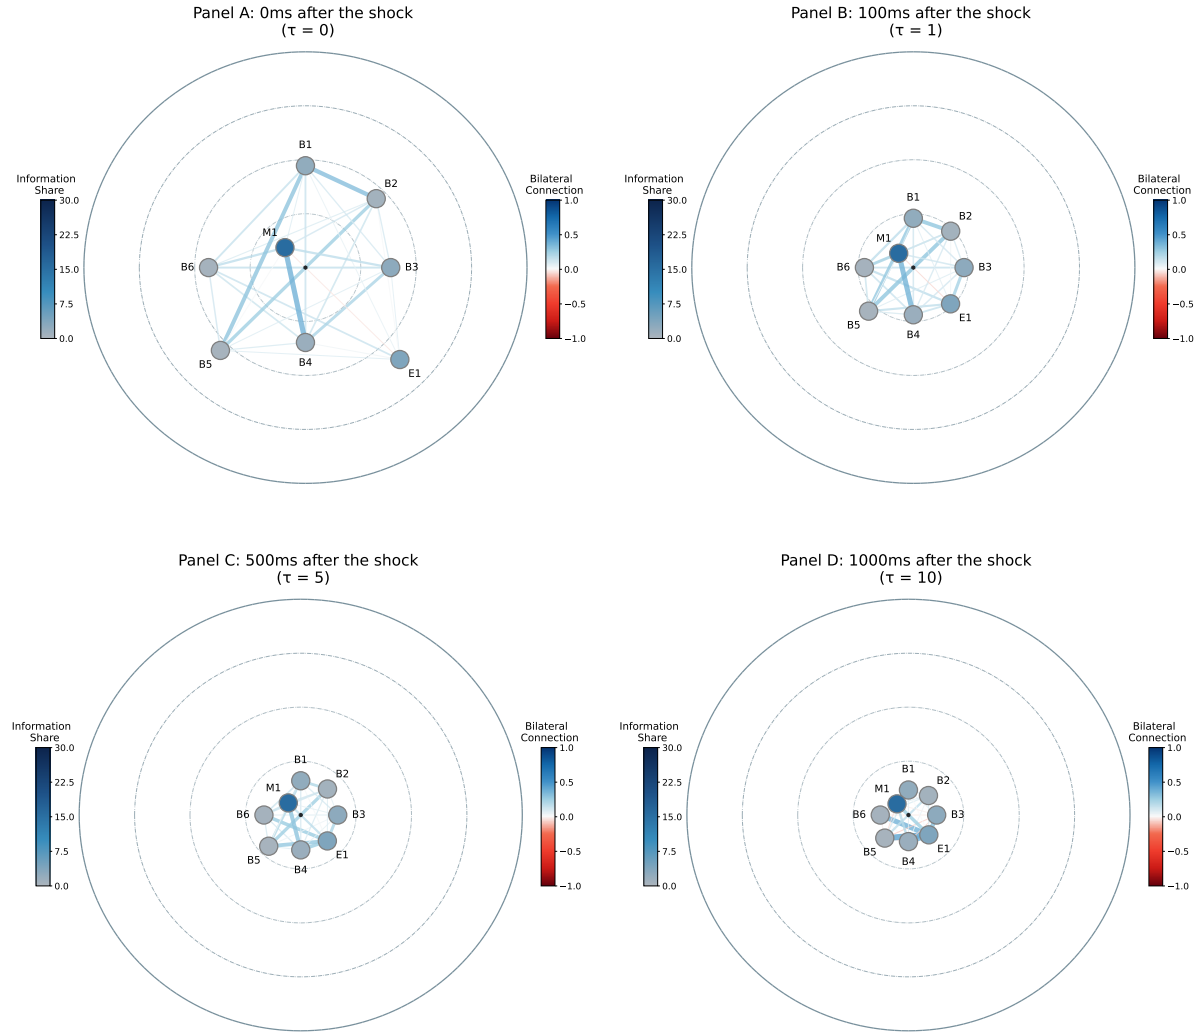 Panel A: 0ms after the shock
(τ = 0)
Information
Share
30.0
22.5
15.0
7.5
0.0
B1
B2
M1
B6
B3
B5
B4
E1
Bilateral
Connection
1.0
0.5
0.0
−0.5
−1.0
Panel B: 100ms after the shock
(τ = 1)
Information
Share
30.0
22.5
15.0
7.5
0.0
B1
B2
M1
B6
B3
B5
B4
E1
Bilateral
Connection
1.0
0.5
0.0
−0.5
−1.0
Panel C: 500ms after the shock
(τ = 5)
Information
Share
30.0
22.5
15.0
7.5
0.0
B1
B2
M1
B6
B3
B5
B4
E1
Bilateral
Connection
1.0
0.5
0.0
−0.5
−1.0
Panel D: 1000ms after the shock
(τ = 10)
Information
Share
30.0
22.5
15.0
7.5
0.0
B1
B2
M1
B6
B3
B5
B4
E1
Bilateral
Connection
1.0
0.5
0.0
−0.5
−1.0